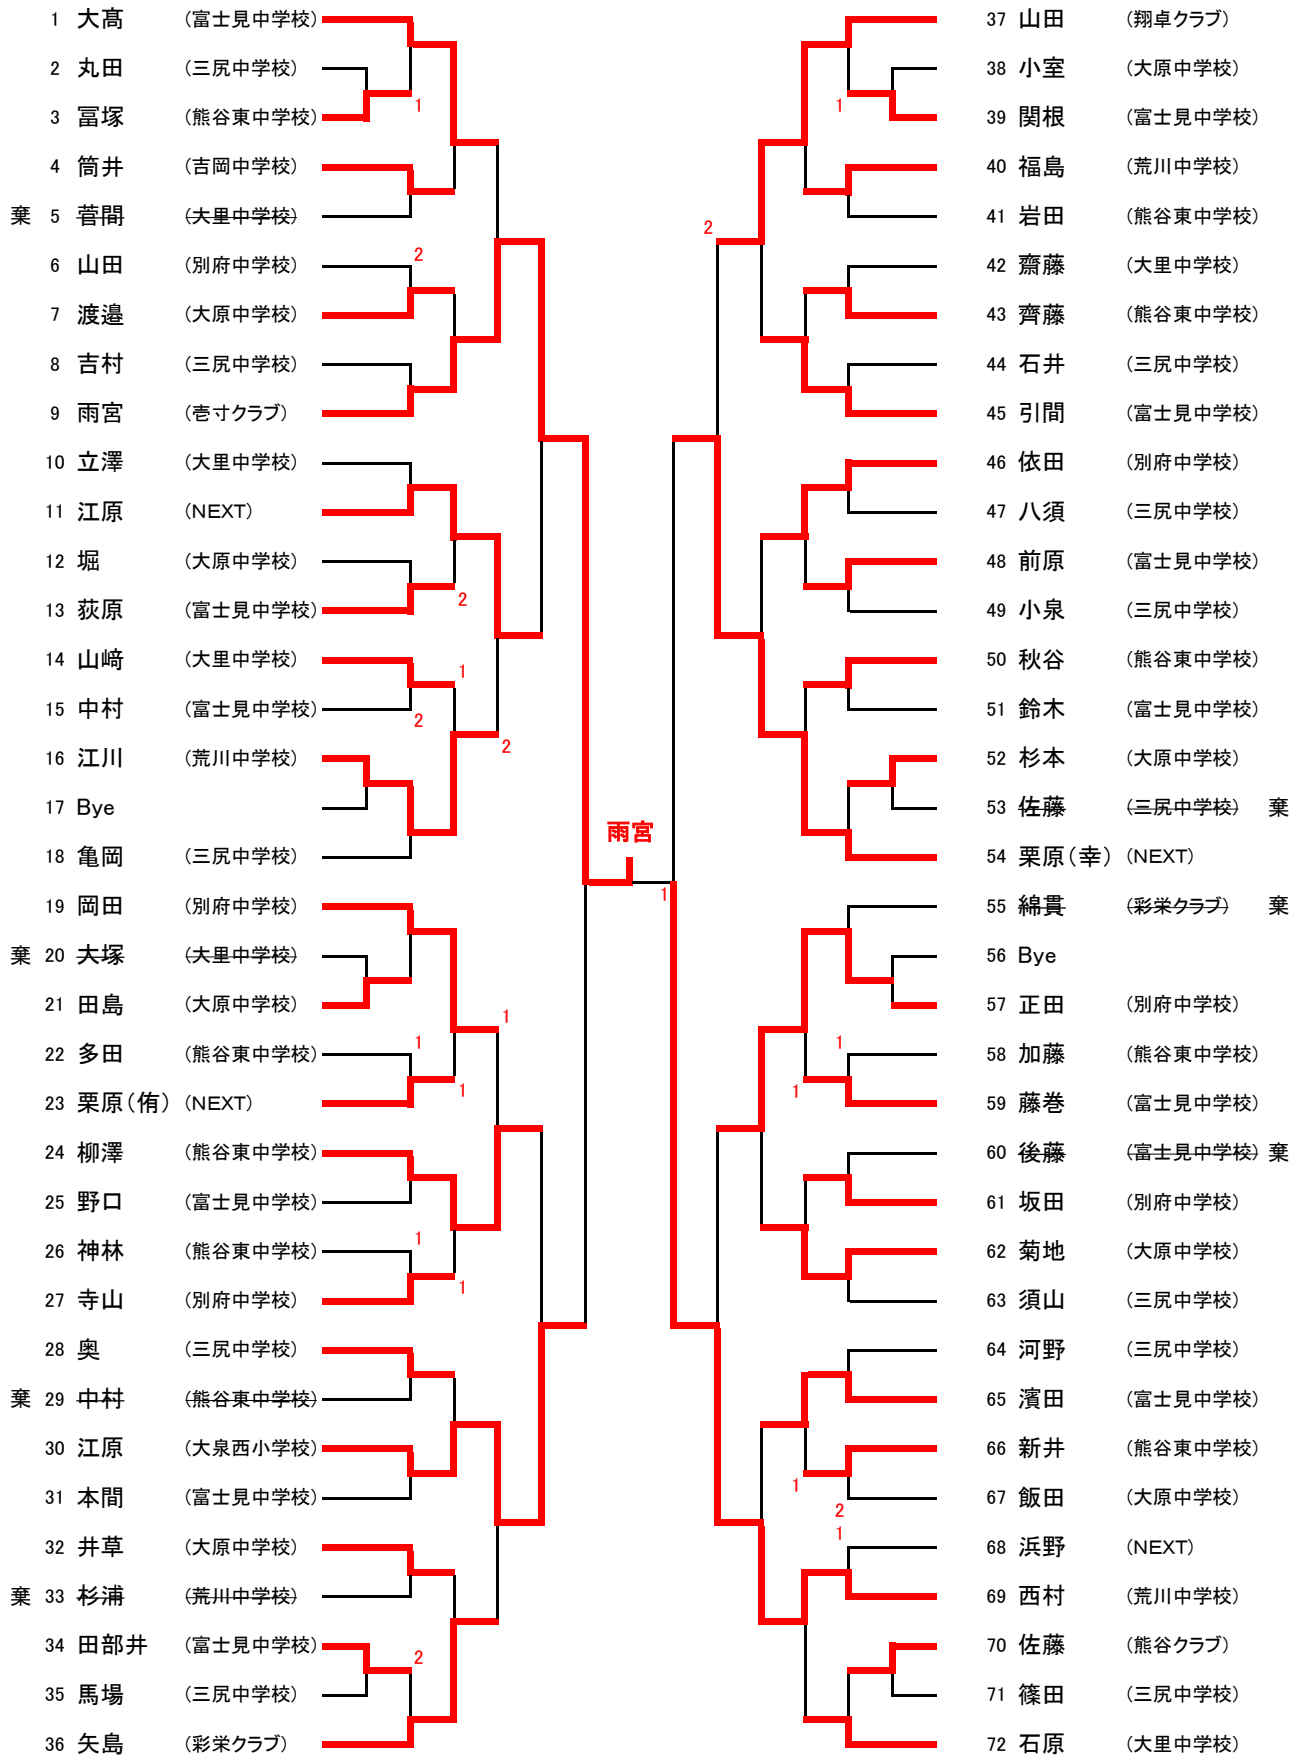 1 大髙 (富士見中学校)
2 丸田 (三尻中学校)
3 冨塚 (熊谷東中学校)
1
4 筒井 (吉岡中学校)
棄 5 菅間 (大里中学校)
6 山田 (別府中学校)
2
7 渡邉 (大原中学校)
8 吉村 (三尻中学校)
9 雨宮 (壱寸クラブ)
10 立澤 (大里中学校)
11 江原 (NEXT)
12 堀 (大原中学校)
13 荻原 (富士見中学校)
2
14 山﨑 (大里中学校)
1
15 中村 (富士見中学校)
2
16 江川 (荒川中学校)
2
17 Bye
18 亀岡 (三尻中学校)
19 岡田 (別府中学校)
棄 20 大塚 (大里中学校)
21 田島 (大原中学校)
1
22 多田 (熊谷東中学校)
1
23 栗原(侑) (NEXT)
1
24 柳澤 (熊谷東中学校)
25 野口 (富士見中学校)
26 神林 (熊谷東中学校)
1
27 寺山 (別府中学校)
1
28 奥 (三尻中学校)
棄 29 中村 (熊谷東中学校)
30 江原 (大泉西小学校)
31 本間 (富士見中学校)
32 井草 (大原中学校)
棄 33 杉浦 (荒川中学校)
34 田部井 (富士見中学校)
2
35 馬場 (三尻中学校)
36 矢島 (彩栄クラブ)
雨宮
1
37 山田 (翔卓クラブ)
38 小室 (大原中学校)
1
39 関根 (富士見中学校)
40 福島 (荒川中学校)
41 岩田 (熊谷東中学校)
2
42 齋藤 (大里中学校)
43 齊藤 (熊谷東中学校)
44 石井 (三尻中学校)
45 引間 (富士見中学校)
46 依田 (別府中学校)
47 八須 (三尻中学校)
48 前原 (富士見中学校)
49 小泉 (三尻中学校)
50 秋谷 (熊谷東中学校)
51 鈴木 (富士見中学校)
52 杉本 (大原中学校)
53 佐藤 (三尻中学校) 棄
54 栗原(幸) (NEXT)
55 綿貫 (彩栄クラブ) 棄
56 Bye
57 正田 (別府中学校)
1
58 加藤 (熊谷東中学校)
1
59 藤巻 (富士見中学校)
60 後藤 (富士見中学校) 棄
61 坂田 (別府中学校)
62 菊地 (大原中学校)
63 須山 (三尻中学校)
64 河野 (三尻中学校)
65 濱田 (富士見中学校)
66 新井 (熊谷東中学校)
1
67 飯田 (大原中学校)
2
1
68 浜野 (NEXT)
69 西村 (荒川中学校)
70 佐藤 (熊谷クラブ)
71 篠田 (三尻中学校)
72 石原 (大里中学校)